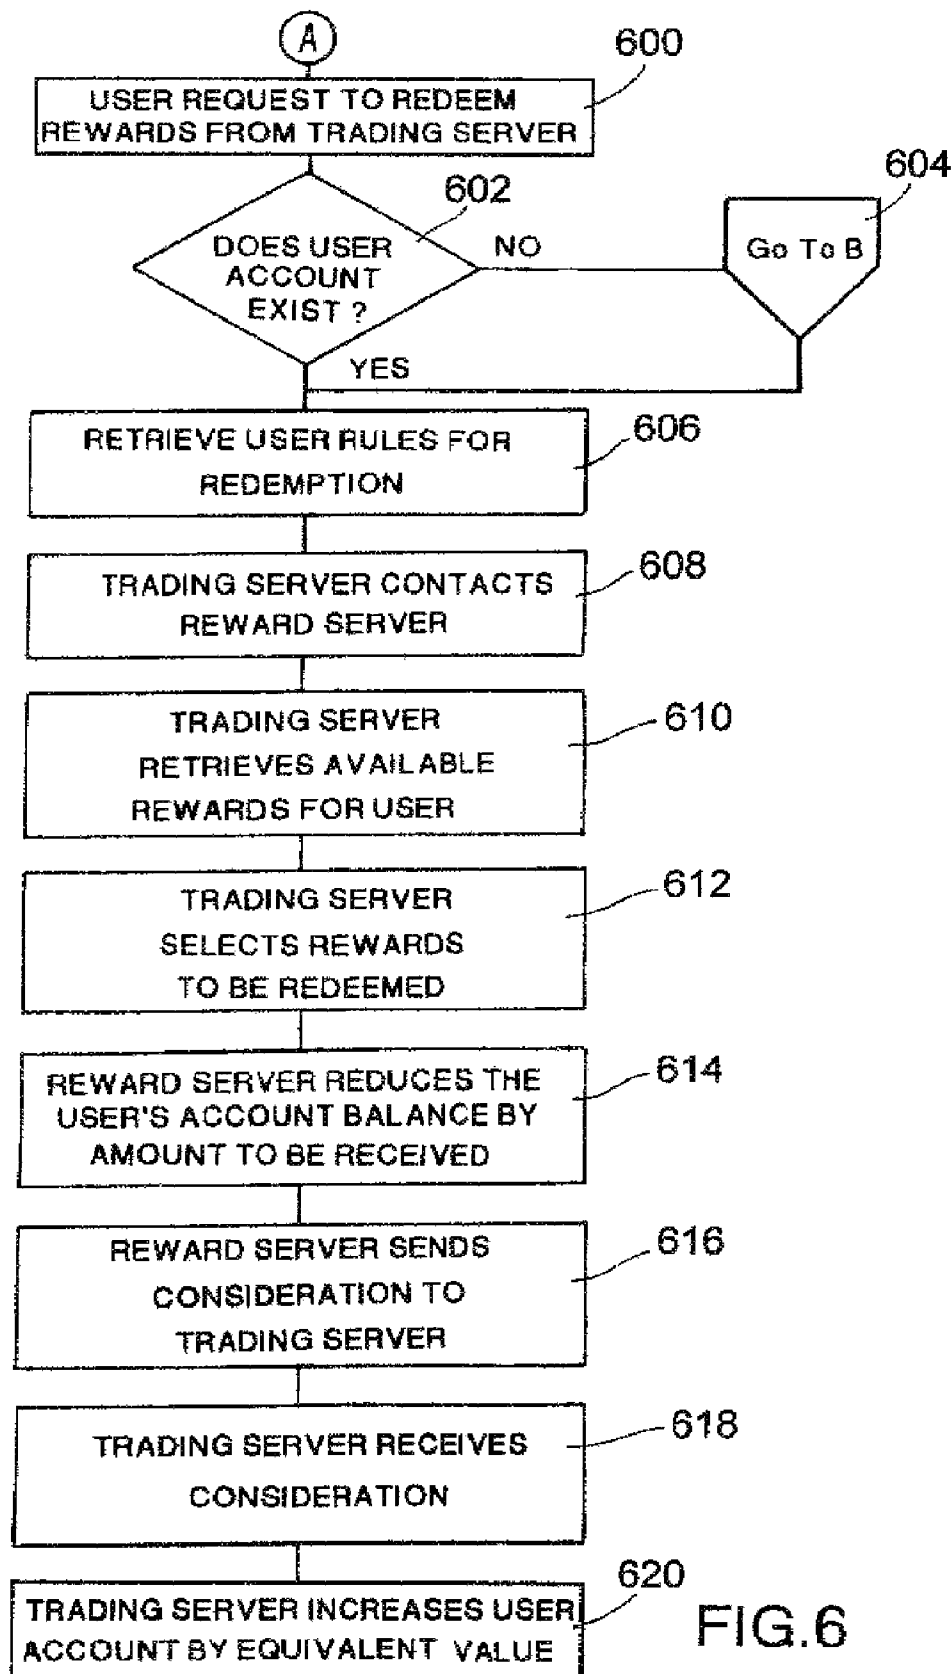 A
600
USER REQUEST TO REDEEM
REWARDS FROM TRADING SERVER
602
604
DOES USER
ACCOUNT
EXIST ?
NO
Go To B
YES
RETRIEVE USER RULES FOR
REDEMPTION
606
TRADING SERVER CONTACTS
REWARD SERVER
608
TRADING SERVER
RETRIEVES AVAILABLE
REWARDS FOR USER
610
TRADING SERVER
SELECTS REWARDS
TO BE REDEEMED
612
REWARD SERVER REDUCES THE
USER'S ACCOUNT BALANCE BY
AMOUNT TO BE RECEIVED
614
REWARD SERVER SENDS
CONSIDERATION TO
TRADING SERVER
616
TRADING SERVER RECEIVES
CONSIDERATION
618
TRADING SERVER INCREASES USER
ACCOUNT BY EQUIVALENT VALUE
620
FIG.6